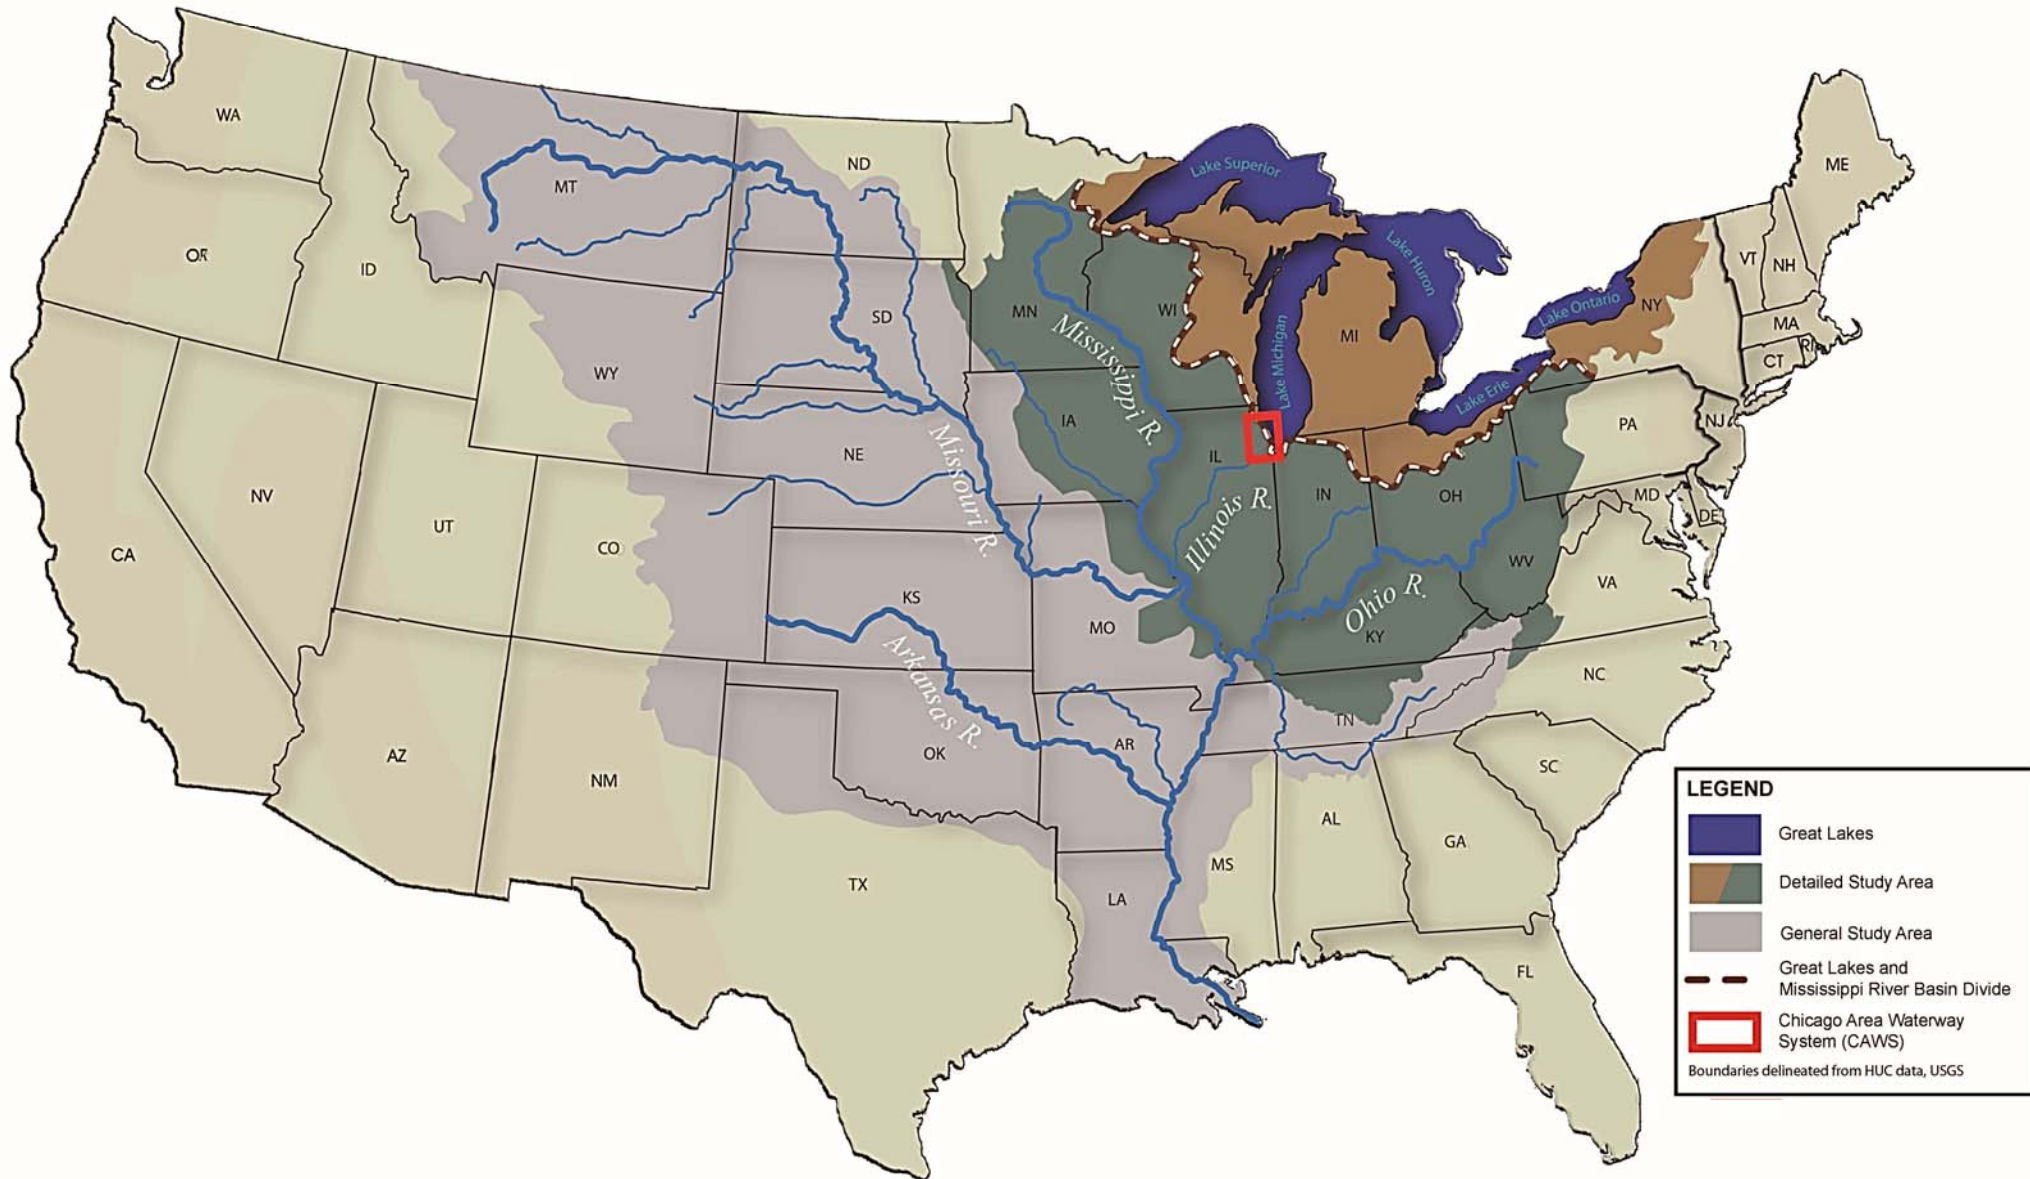 WA
MT
ND
ME
OR
ID
MN
WI
Lake Superior
Lake Huron
Lake Michigan
Lake Ontario
Lake Erie
MI
NY
VT
NH
MA
CT
RI
SD
WY
IA
Mississippi R.
NE
Missouri R.
IL
IN
OH
PA
NJ
MD
DE
NV
UT
CO
CA
KS
MO
Illinois R.
Ohio R.
KY
WV
VA
Arkansas R.
NC
TN
AZ
NM
OK
AR
SC
TX
LA
MS
AL
GA
FL
LEGEND
Great Lakes
Detailed Study Area
General Study Area
Great Lakes and
Mississippi River Basin Divide
Chicago Area Waterway
System (CAWS)
Boundaries delineated from HUC data, USGS